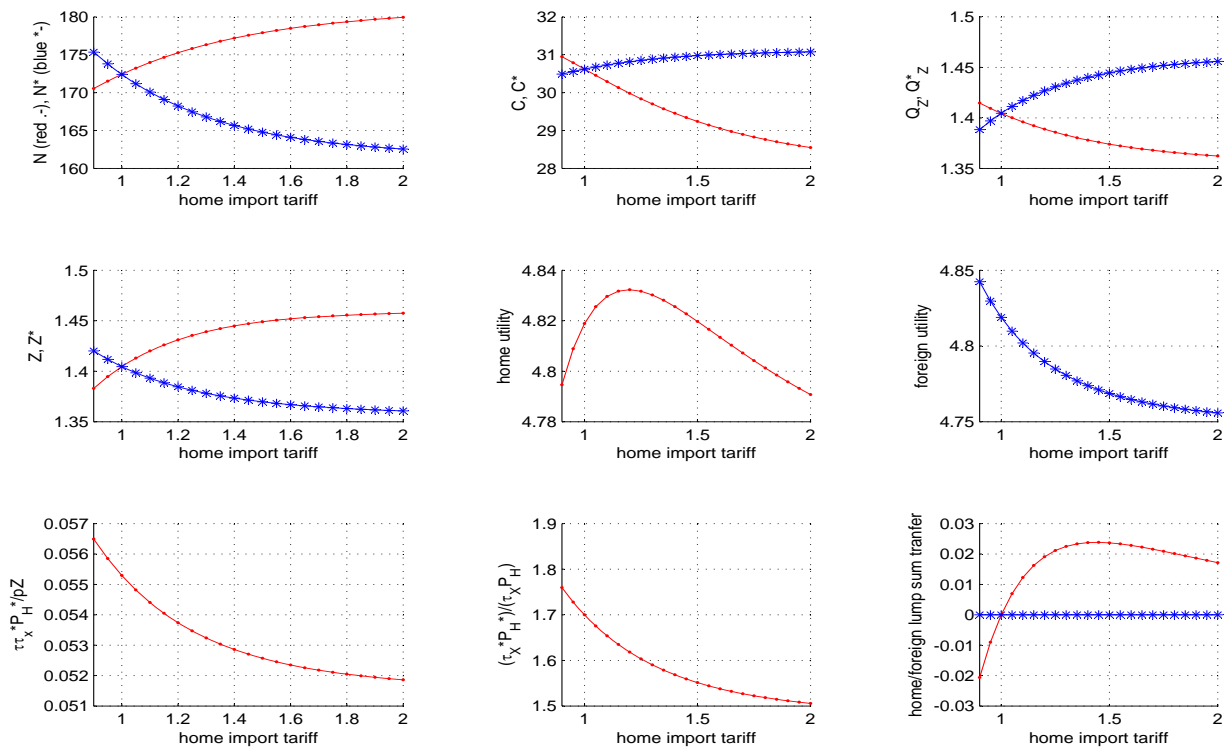 180
175
170
165
160
N (red .-), N* (blue *-)
1 1.2 1.4 1.6 1.8 2
home import tariff
32
31
30
29
28
C, C*
1 1.5 2
home import tariff
1.5
1.45
1.4
1.35
Q_Z, Q*_Z
1 1.5 2
home import tariff
1.5
1.45
1.4
1.35
Z, Z*
1 1.2 1.4 1.6 1.8 2
home import tariff
4.84
4.82
4.8
4.78
home utility
1 1.5 2
home import tariff
4.85
4.8
4.75
foreign utility
1 1.5 2
home import tariff
0.057
0.056
0.055
0.054
0.053
0.052
0.051
ττ_x*P_H*/pZ
1 1.2 1.4 1.6 1.8 2
home import tariff
1.9
1.8
1.7
1.6
1.5
(τ_X*P_H*)/(τ_XP_H)
1 1.5 2
home import tariff
0.03
0.02
0.01
0
-0.01
-0.02
-0.03
home/foreign lump sum tranfer
1 1.5 2
home import tariff